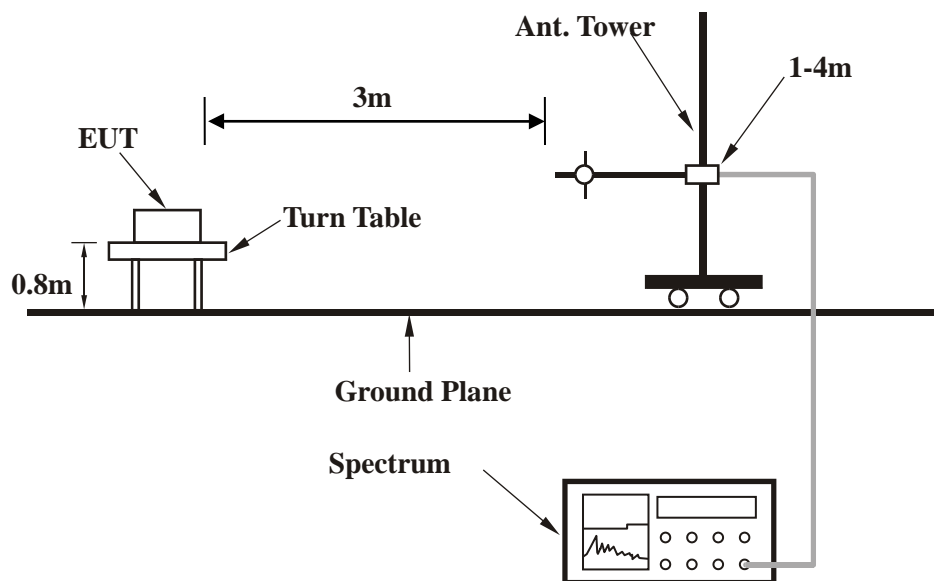 Ant. Tower
1-4m
3m
EUT
Turn Table
0.8m
Ground Plane
Spectrum